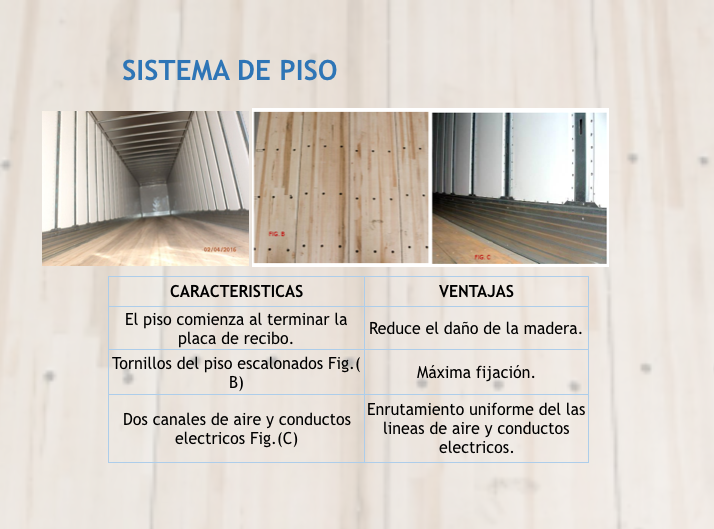 SISTEMA DE PISO
02/04/2016
FIG. B
FIG. C
CARACTERISTICAS
VENTAJAS
El piso comienza al terminar la
placa de recibo.
Reduce el daño de la madera.
Tornillos del piso escalonados Fig.(
B)
Máxima fijación.
Dos canales de aire y conductos
electricos Fig.(C)
Enrutamiento uniforme del las
lineas de aire y conductos
electricos.